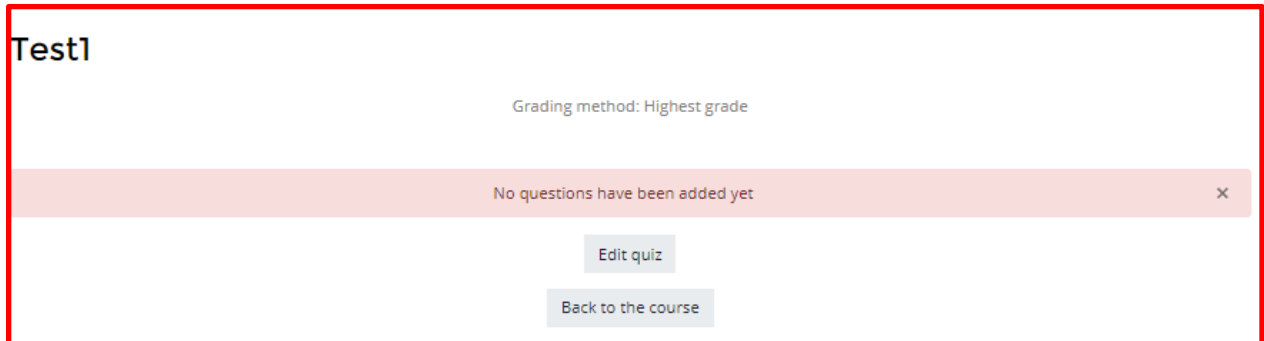 Test1
Grading method: Highest grade
No questions have been added yet ×
Edit quiz
Back to the course